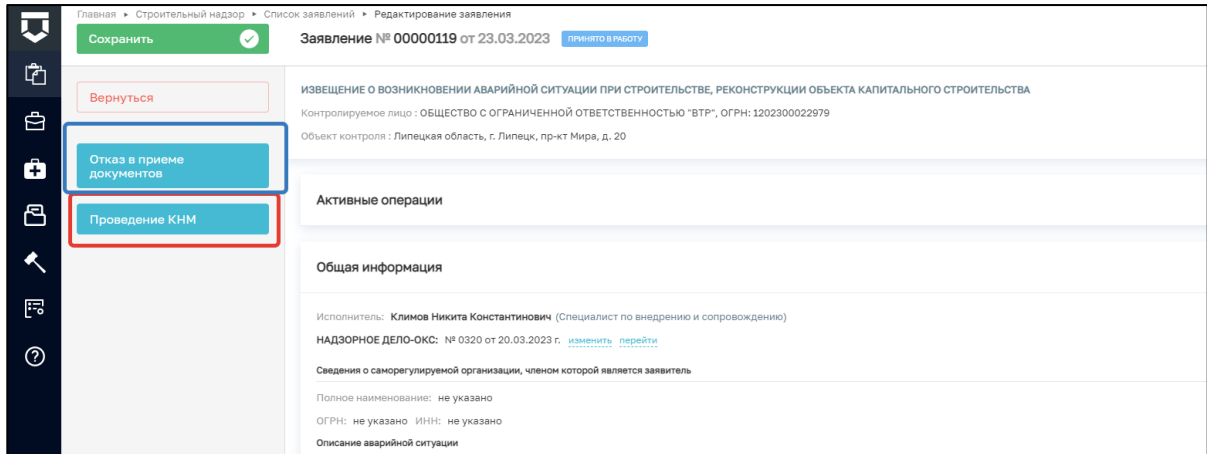 Главная ▸ Строительный надзор ▸ Список заявлений ▸ Редактирование заявления
Сохранить
Заявление № 00000119 от 23.03.2023 ПРИНЯТО В РАБОТУ
Вернуться
Отказ в приеме
документов
Проведение КНМ
ИЗВЕЩЕНИЕ О ВОЗНИКНОВЕНИИ АВАРИЙНОЙ СИТУАЦИИ ПРИ СТРОИТЕЛЬСТВЕ, РЕКОНСТРУКЦИИ ОБЪЕКТА КАПИТАЛЬНОГО СТРОИТЕЛЬСТВА
Контролируемое лицо : ОБЩЕСТВО С ОГРАНИЧЕННОЙ ОТВЕТСТВЕННОСТЬЮ "ВТР", ОГРН: 1202300022979
Объект контроля : Липецкая область, г. Липецк, пр-кт Мира, д. 20
Активные операции
Общая информация
Исполнитель: Климов Никита Константинович (Специалист по внедрению и сопровождению)
НАДЗОРНОЕ ДЕЛО-ОКС: № 0320 от 20.03.2023 г. изменить перейти
Сведения о саморегулируемой организации, членом которой является заявитель
Полное наименование: не указано
ОГРН: не указано ИНН: не указано
Описание аварийной ситуации